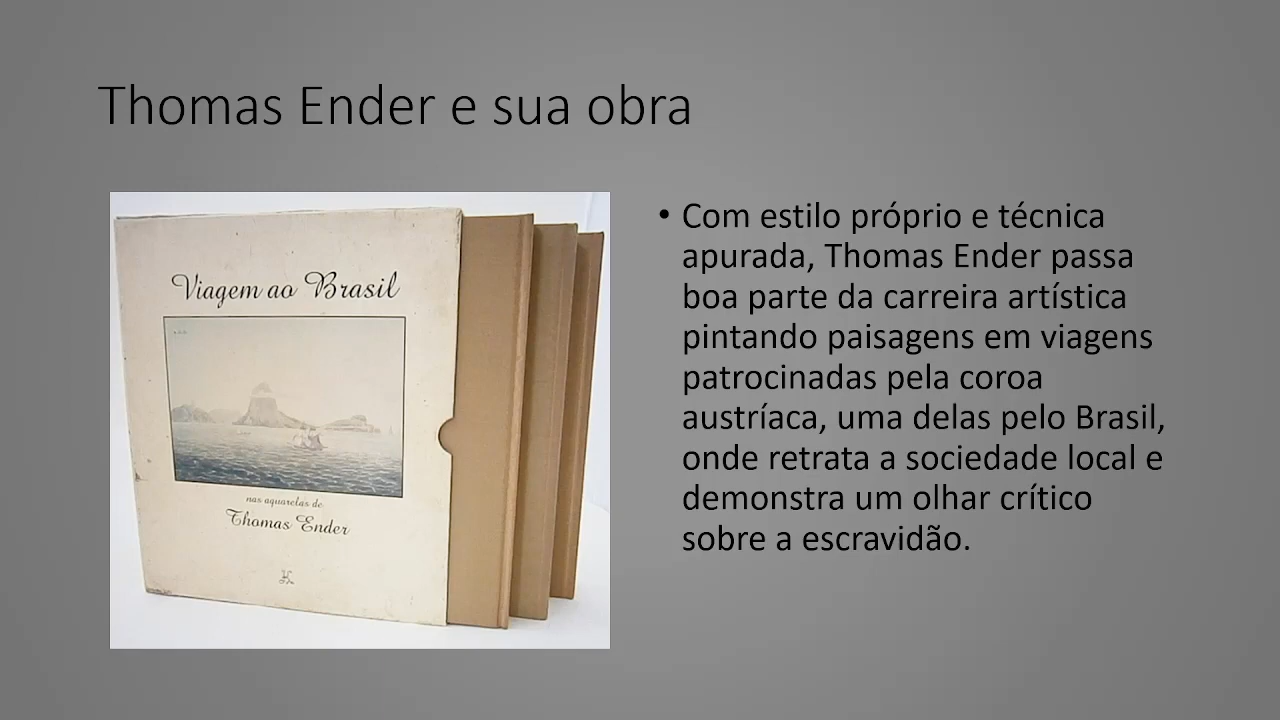 Thomas Ender e sua obra
Viagem ao Brasil
nas aquarelas de
Thomas Ender
• Com estilo próprio e técnica
apurada, Thomas Ender passa
boa parte da carreira artística
pintando paisagens em viagens
patrocinadas pela coroa
austríaca, uma delas pelo Brasil,
onde retrata a sociedade local e
demonstra um olhar crítico
sobre a escravidão.